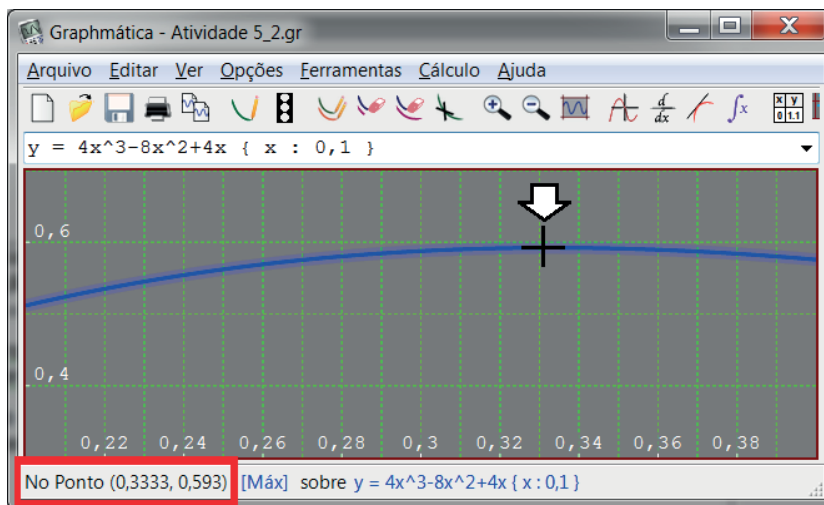 Graphmática - Atividade 5_2.gr
Arquivo Editar Ver Opções Ferramentas Cálculo Ajuda
y = 4x^3-8x^2+4x { x : 0,1 }
0,6
0,4
0,22 0,24 0,26 0,28 0,3 0,32 0,34 0,36 0,38
No Ponto (0,3333, 0,593) [Máx] sobre y = 4x^3-8x^2+4x { x : 0,1 }